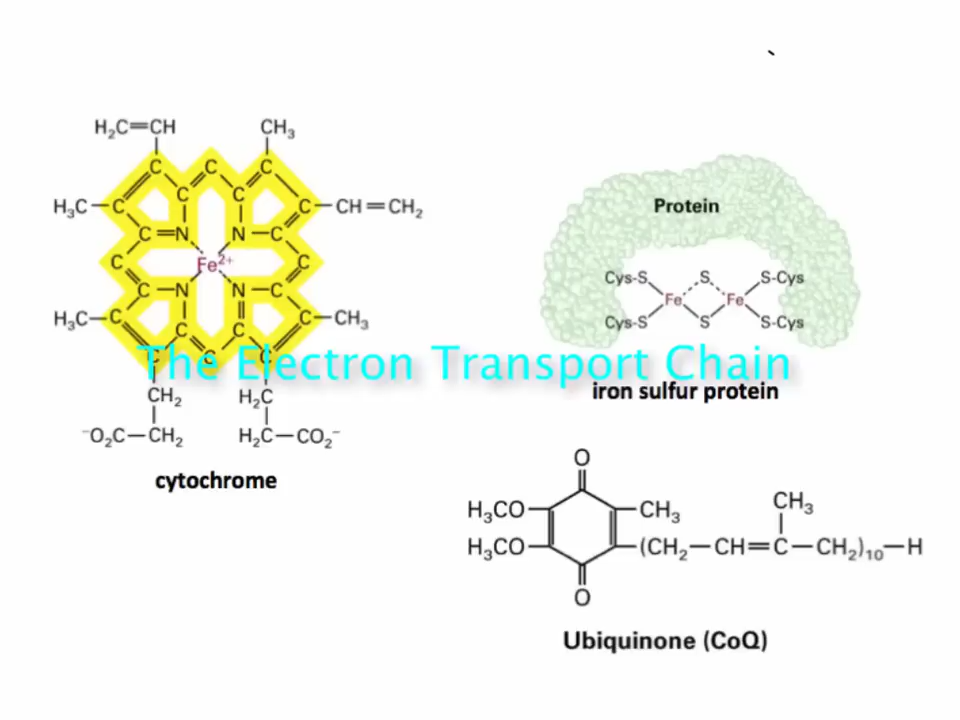 H₂C=CH
CH₃
C
C
C
H₃C
C
C
C
C
CH=CH₂
C=N
N-C
C
Fe²⁺
C
C
N
N
C
H₃C
C
C
C
C
CH₃
C
C
C
CH₂
H₂C
⁻O₂C-CH₂
H₂C-CO₂⁻
cytochrome
Protein
Cys-S
S
S-Cys
Fe
Fe
Cys-S
S
S-Cys
The Electron Transport Chain
iron sulfur protein
O
H₃CO
CH₃
CH₃
H₃CO
(CH₂-CH=C-CH₂)₁₀-H
O
Ubiquinone (CoQ)